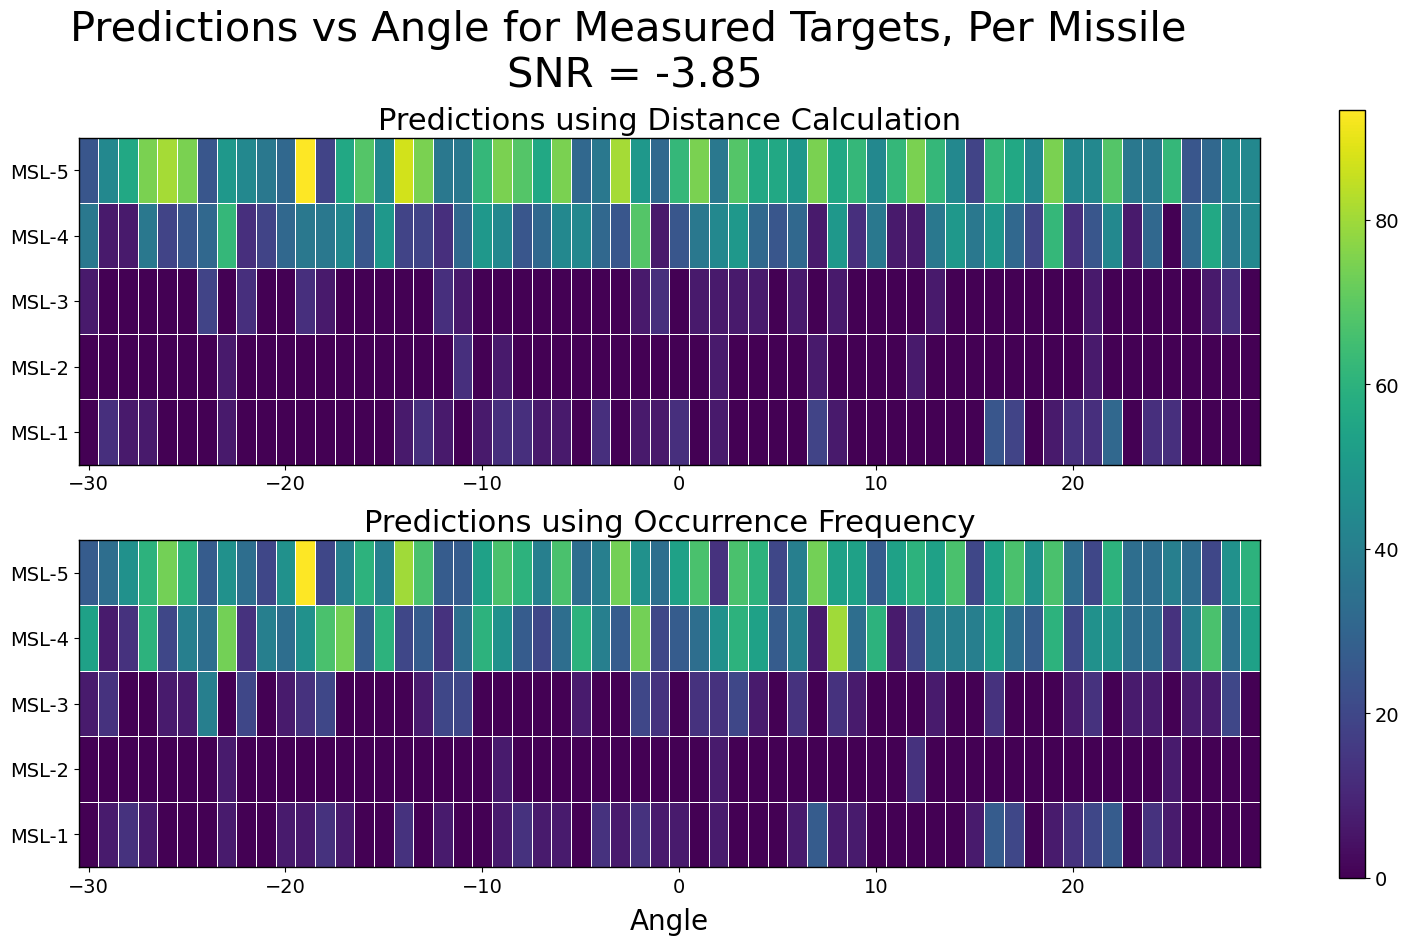 Predictions vs Angle for Measured Targets, Per Missile
SNR = -3.85
Predictions using Distance Calculation
MSL-5
MSL-4
MSL-3
MSL-2
MSL-1
−30 −20 −10 0 10 20
Predictions using Occurrence Frequency
MSL-5
MSL-4
MSL-3
MSL-2
MSL-1
−30 −20 −10 0 10 20
Angle
80
60
40
20
0